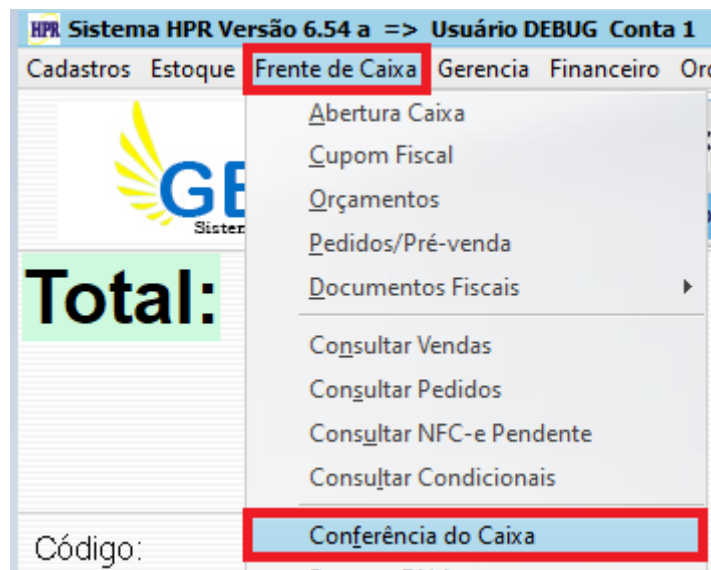 HPR Sistema HPR Versão 6.54 a => Usuário DEBUG Conta 1
Cadastros Estoque Frente de Caixa Gerencia Financeiro
Abertura Caixa
Cupom Fiscal
Orçamentos
Pedidos/Pré-venda
Documentos Fiscais
Consultar Vendas
Consultar Pedidos
Consultar NFC-e Pendente
Consultar Condicionais
Conferência do Caixa
Total:
Código: